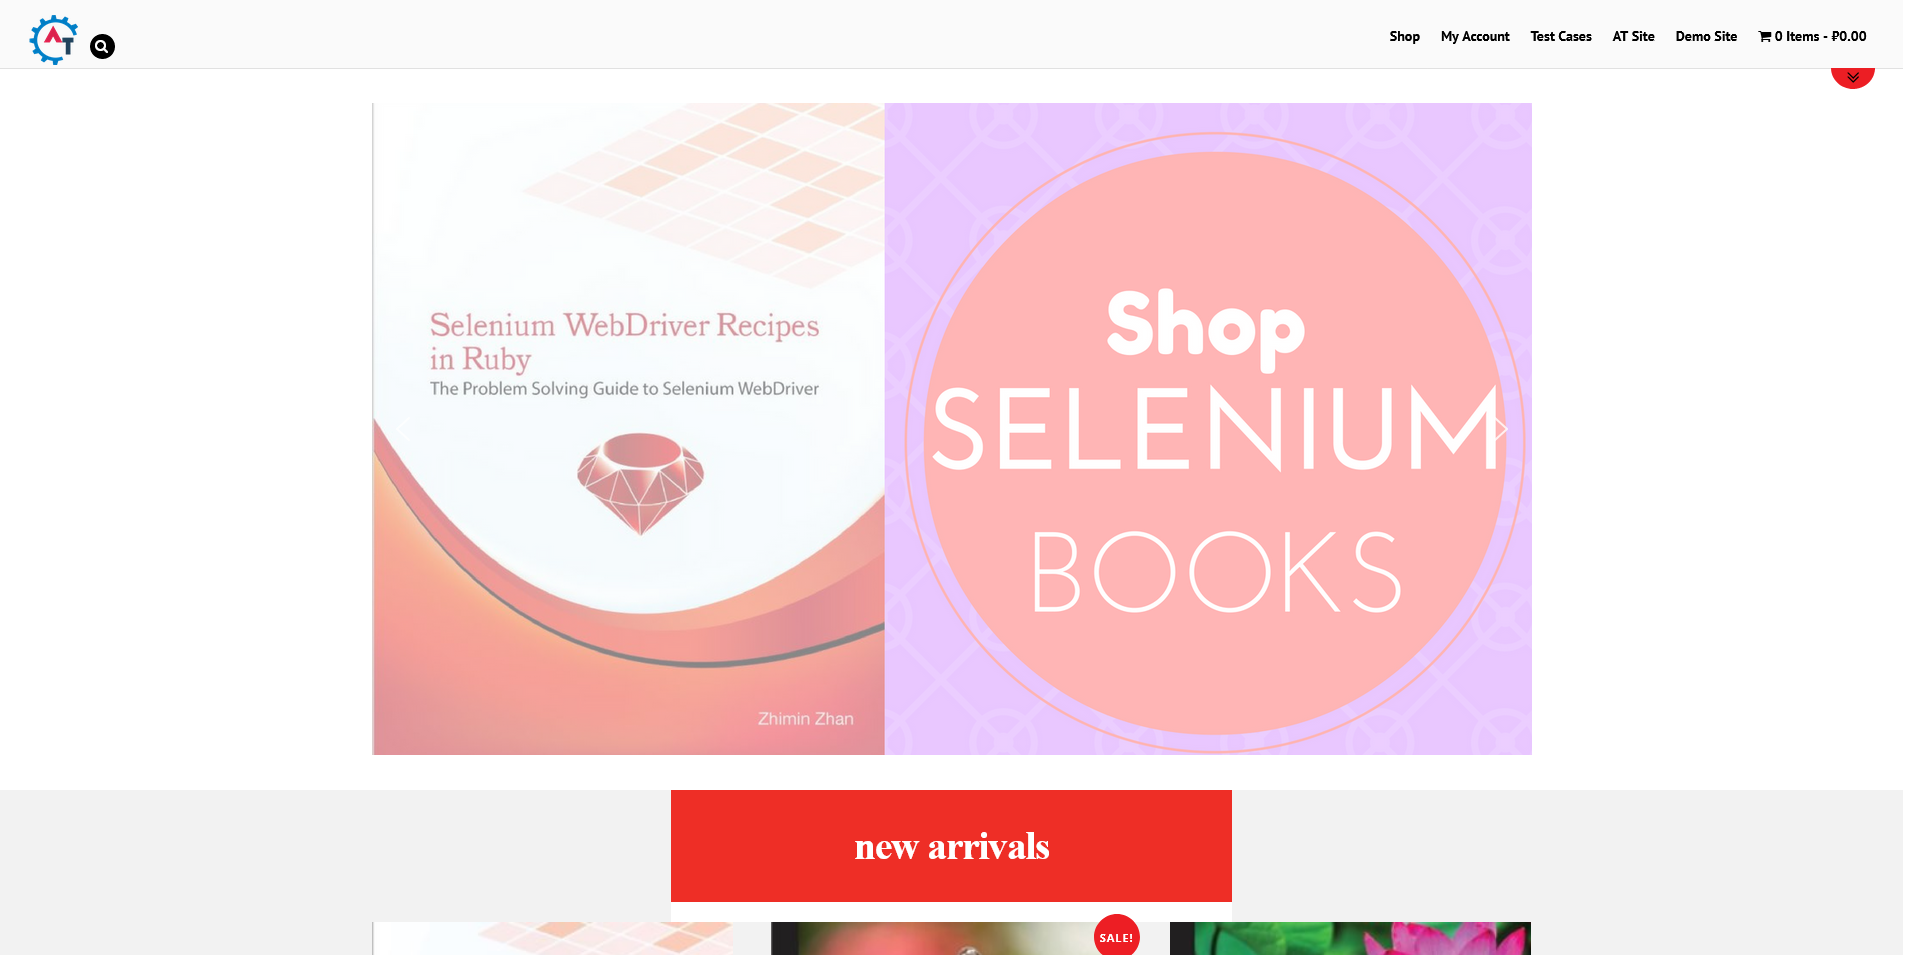 AT
Shop
My Account
Test Cases
AT Site
Demo Site
0 Items - ₽0.00
Selenium WebDriver Recipes
in Ruby
The Problem Solving Guide to Selenium WebDriver
Zhimin Zhan
Shop
SELENIUM
BOOKS
new arrivals
SALE!